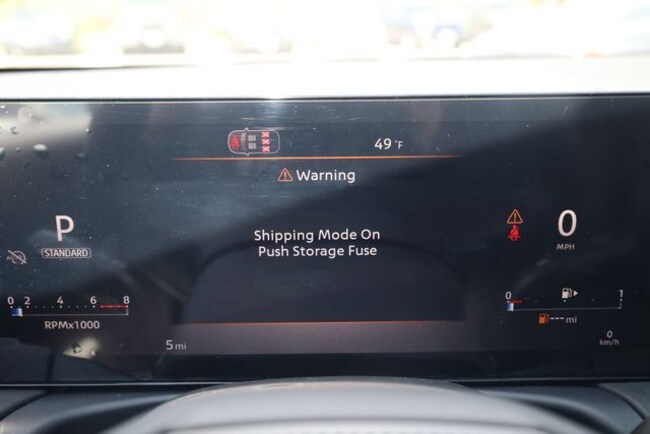 49 °F
Warning
P
STANDARD
Shipping Mode On
Push Storage Fuse
0
MPH
0 2 4 6 8
RPMx1000
0 1
--- mi
5 mi
0
km/h